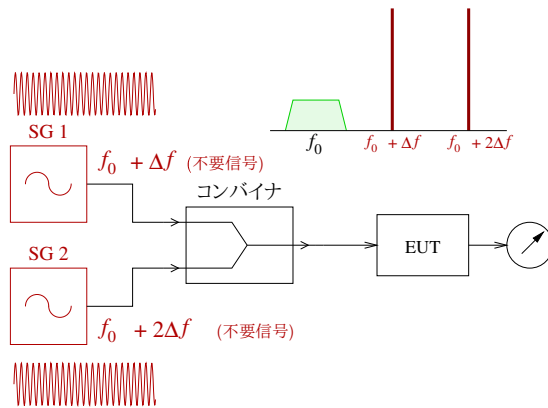 SG 1
f₀ + Δf (不要信号)
f₀
f₀ + Δf
f₀ + 2Δf
コンバイナ
EUT
SG 2
f₀ + 2Δf (不要信号)